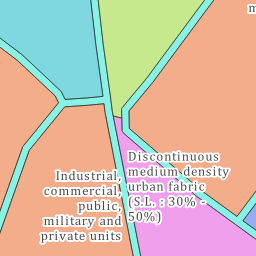 m
Industrial,
commercial,
public,
military and
private units
Discontinuous
medium density
urban fabric
(S.L. : 30% -
50%)